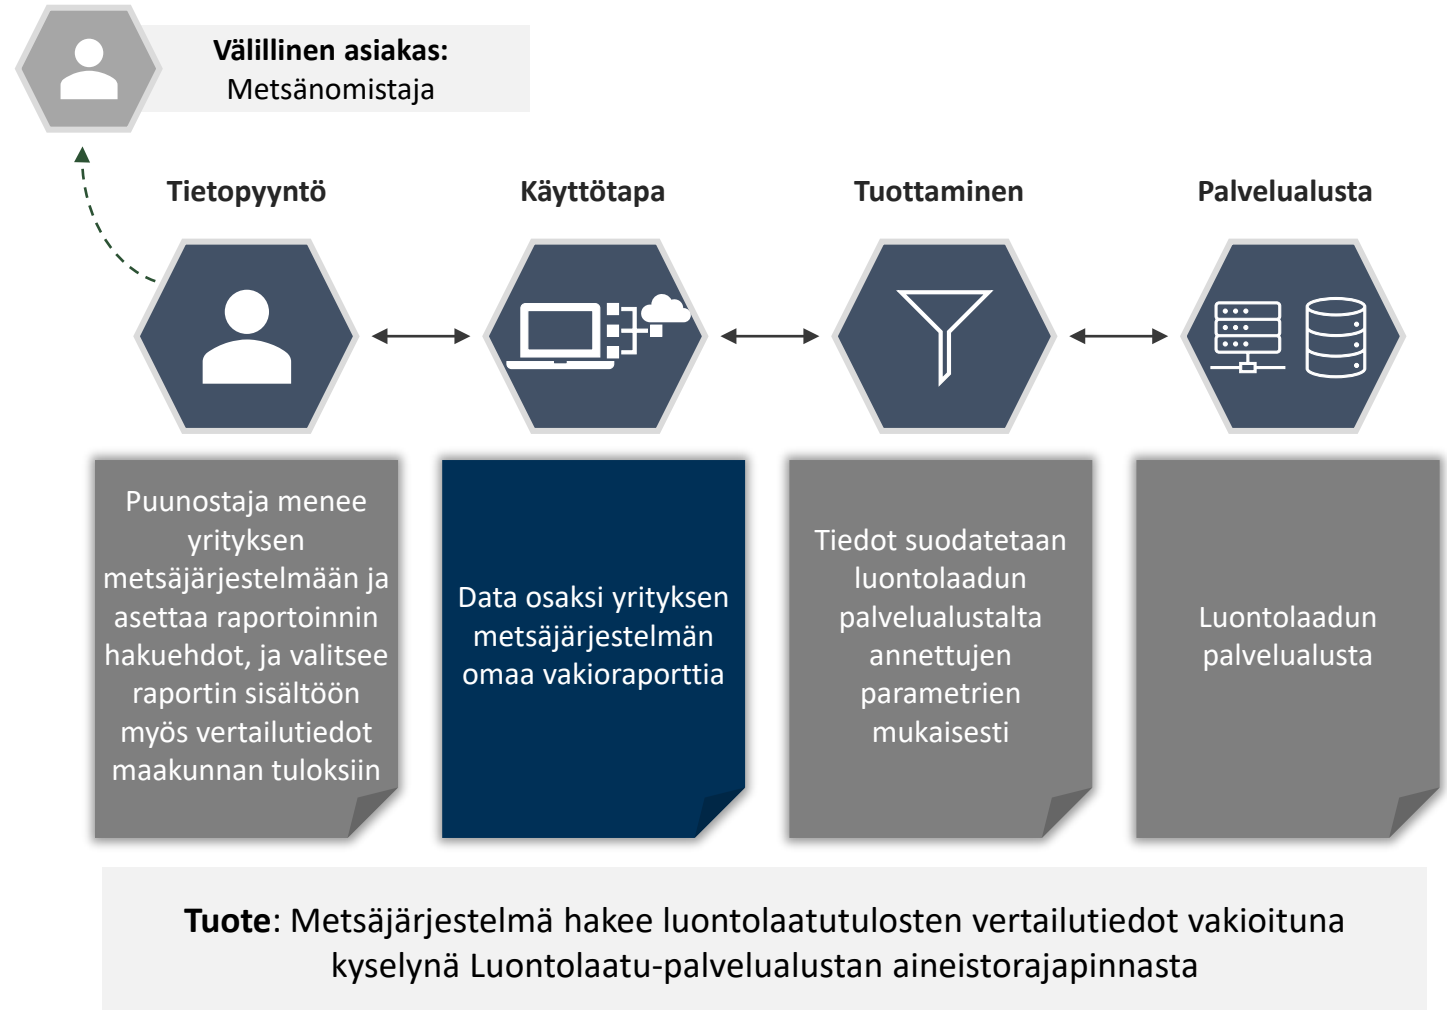 Välillinen asiakas:
Metsänomistaja
Tietopyyntö
Käyttötapa
Tuottaminen
Palvelualusta
Puunostaja menee
yrityksen
metsäjärjestelmään ja
asettaa raportoinnin
hakuehdot, ja valitsee
raportin sisältöön
myös vertailutiedot
maakunnan tuloksiin
Data osaksi yrityksen
metsäjärjestelmän
omaa vakioraporttia
Tiedot suodatetaan
luontolaadun
palvelualustalta
annettujen
parametrien
mukaisesti
Luontolaadun
palvelualusta
Tuote: Metsäjärjestelmä hakee luontolaatutulosten vertailutiedot vakioituna
kyselynä Luontolaatu-palvelualustan aineistorajapinnasta